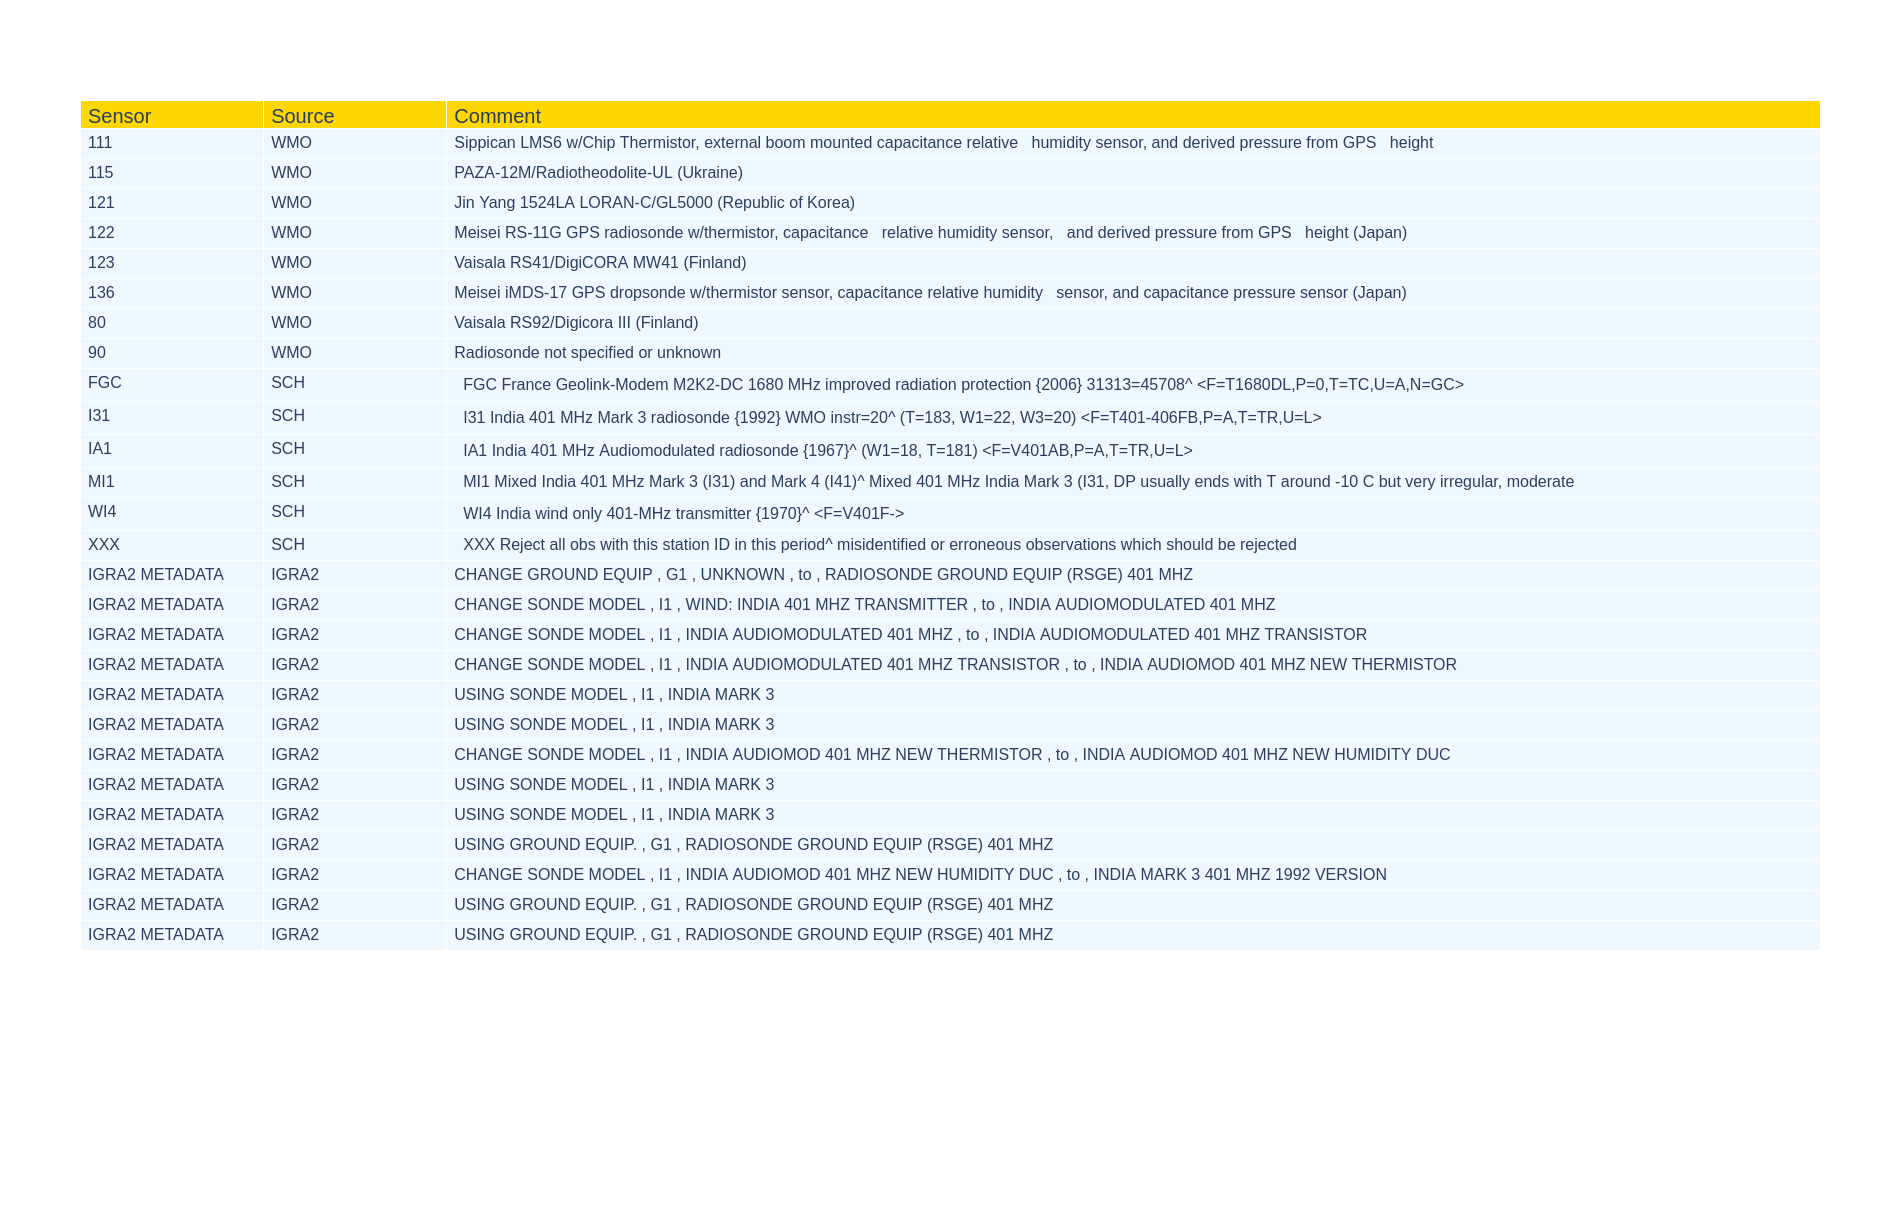 Sensor Source Comment
111 WMO Sippican LMS6 w/Chip Thermistor, external boom mounted capacitance relative   humidity sensor, and derived pressure from GPS   height
115 WMO PAZA-12M/Radiotheodolite-UL (Ukraine)
121 WMO Jin Yang 1524LA LORAN-C/GL5000 (Republic of Korea)
122 WMO Meisei RS-11G GPS radiosonde w/thermistor, capacitance   relative humidity sensor,   and derived pressure from GPS   height (Japan)
123 WMO Vaisala RS41/DigiCORA MW41 (Finland)
136 WMO Meisei iMDS-17 GPS dropsonde w/thermistor sensor, capacitance relative humidity   sensor, and capacitance pressure sensor (Japan)
80 WMO Vaisala RS92/Digicora III (Finland)
90 WMO Radiosonde not specified or unknown
FGC SCH FGC France Geolink-Modem M2K2-DC 1680 MHz improved radiation protection {2006} 31313=45708^ <F=T1680DL,P=0,T=TC,U=A,N=GC>
I31 SCH I31 India 401 MHz Mark 3 radiosonde {1992} WMO instr=20^ (T=183, W1=22, W3=20) <F=T401-406FB,P=A,T=TR,U=L>
IA1 SCH IA1 India 401 MHz Audiomodulated radiosonde {1967}^ (W1=18, T=181) <F=V401AB,P=A,T=TR,U=L>
MI1 SCH MI1 Mixed India 401 MHz Mark 3 (I31) and Mark 4 (I41)^ Mixed 401 MHz India Mark 3 (I31, DP usually ends with T around -10 C but very irregular, moderate
WI4 SCH WI4 India wind only 401-MHz transmitter {1970}^ <F=V401F->
XXX SCH XXX Reject all obs with this station ID in this period^ misidentified or erroneous observations which should be rejected
IGRA2 METADATA IGRA2 CHANGE GROUND EQUIP , G1 , UNKNOWN , to , RADIOSONDE GROUND EQUIP (RSGE) 401 MHZ
IGRA2 METADATA IGRA2 CHANGE SONDE MODEL , I1 , WIND: INDIA 401 MHZ TRANSMITTER , to , INDIA AUDIOMODULATED 401 MHZ
IGRA2 METADATA IGRA2 CHANGE SONDE MODEL , I1 , INDIA AUDIOMODULATED 401 MHZ , to , INDIA AUDIOMODULATED 401 MHZ TRANSISTOR
IGRA2 METADATA IGRA2 CHANGE SONDE MODEL , I1 , INDIA AUDIOMODULATED 401 MHZ TRANSISTOR , to , INDIA AUDIOMOD 401 MHZ NEW THERMISTOR
IGRA2 METADATA IGRA2 USING SONDE MODEL , I1 , INDIA MARK 3
IGRA2 METADATA IGRA2 USING SONDE MODEL , I1 , INDIA MARK 3
IGRA2 METADATA IGRA2 CHANGE SONDE MODEL , I1 , INDIA AUDIOMOD 401 MHZ NEW THERMISTOR , to , INDIA AUDIOMOD 401 MHZ NEW HUMIDITY DUC
IGRA2 METADATA IGRA2 USING SONDE MODEL , I1 , INDIA MARK 3
IGRA2 METADATA IGRA2 USING SONDE MODEL , I1 , INDIA MARK 3
IGRA2 METADATA IGRA2 USING GROUND EQUIP. , G1 , RADIOSONDE GROUND EQUIP (RSGE) 401 MHZ
IGRA2 METADATA IGRA2 CHANGE SONDE MODEL , I1 , INDIA AUDIOMOD 401 MHZ NEW HUMIDITY DUC , to , INDIA MARK 3 401 MHZ 1992 VERSION
IGRA2 METADATA IGRA2 USING GROUND EQUIP. , G1 , RADIOSONDE GROUND EQUIP (RSGE) 401 MHZ
IGRA2 METADATA IGRA2 USING GROUND EQUIP. , G1 , RADIOSONDE GROUND EQUIP (RSGE) 401 MHZ